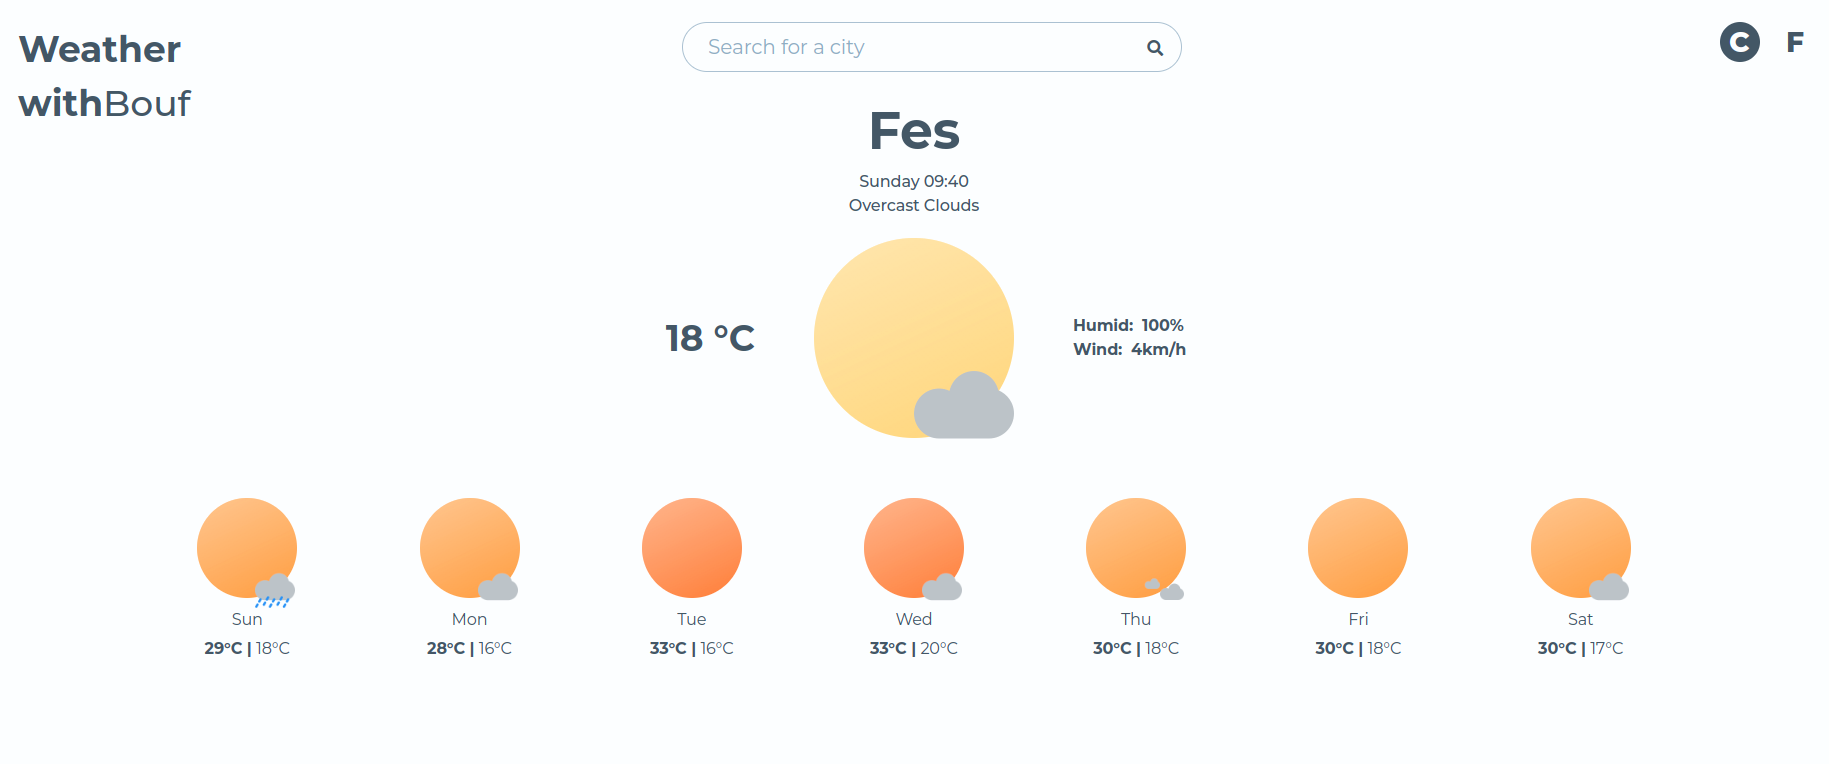 Weather
withBouf
Search for a city
C F
Fes
Sunday 09:40
Overcast Clouds
18 °C
Humid: 100%
Wind: 4km/h
Sun
29°C | 18°C
Mon
28°C | 16°C
Tue
33°C | 16°C
Wed
33°C | 20°C
Thu
30°C | 18°C
Fri
30°C | 18°C
Sat
30°C | 17°C